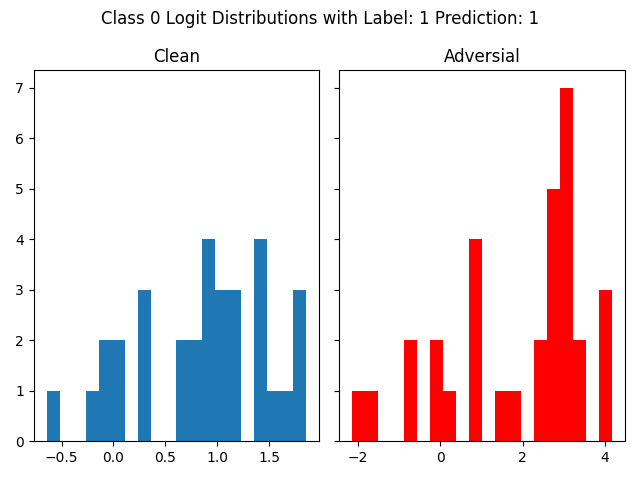 Class 0 Logit Distributions with Label: 1 Prediction: 1
Clean
Adversial
7
6
5
4
3
2
1
0
−0.5 0.0 0.5 1.0 1.5
−2 0 2 4